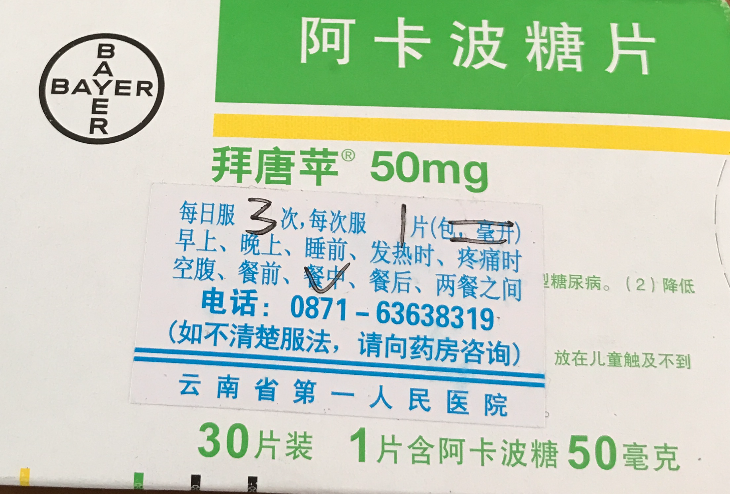 阿卡波糖片
BAYER
BAYER
拜唐苹® 50mg
每日服 3 次, 每次服 1 片(包、毫升)
早上、晚上、睡前、发热时、疼痛时
空腹、餐前、餐中、餐后、两餐之间
型糖尿病。(2)降低
电话: 0871-63638319
(如不清楚服法, 请向药房咨询)
放在儿童触及不到
云南省第一人民医院
30片装 1片含阿卡波糖50毫克